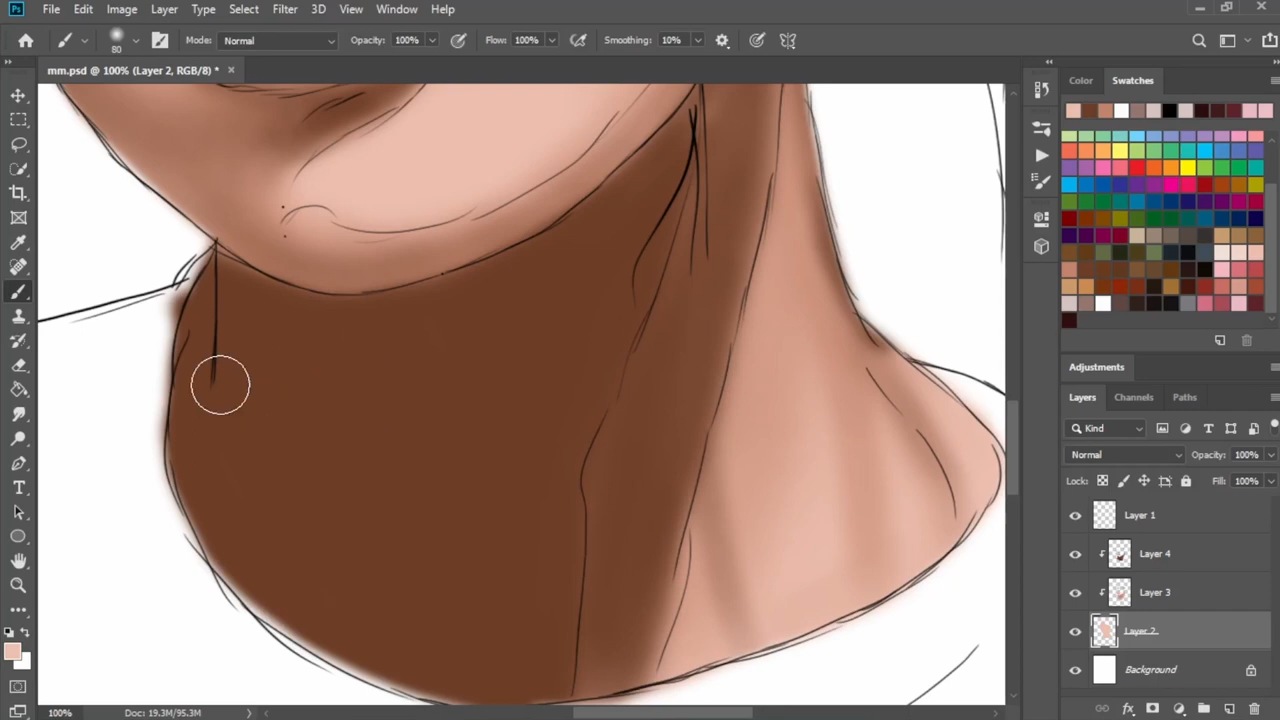 Ps File Edit Image Layer Type Select Filter 3D View Window Help
80 Mode: Normal Opacity: 100% Flow: 100% Smoothing: 10%
mm.psd @ 100% (Layer 2, RGB/8) *
Color Swatches
Adjustments
Layers Channels Paths
Kind
Normal Opacity: 100%
Lock: Fill: 100%
Layer 1
Layer 4
Layer 3
Layer 2
Background
100% Doc: 19.3M/95.3M